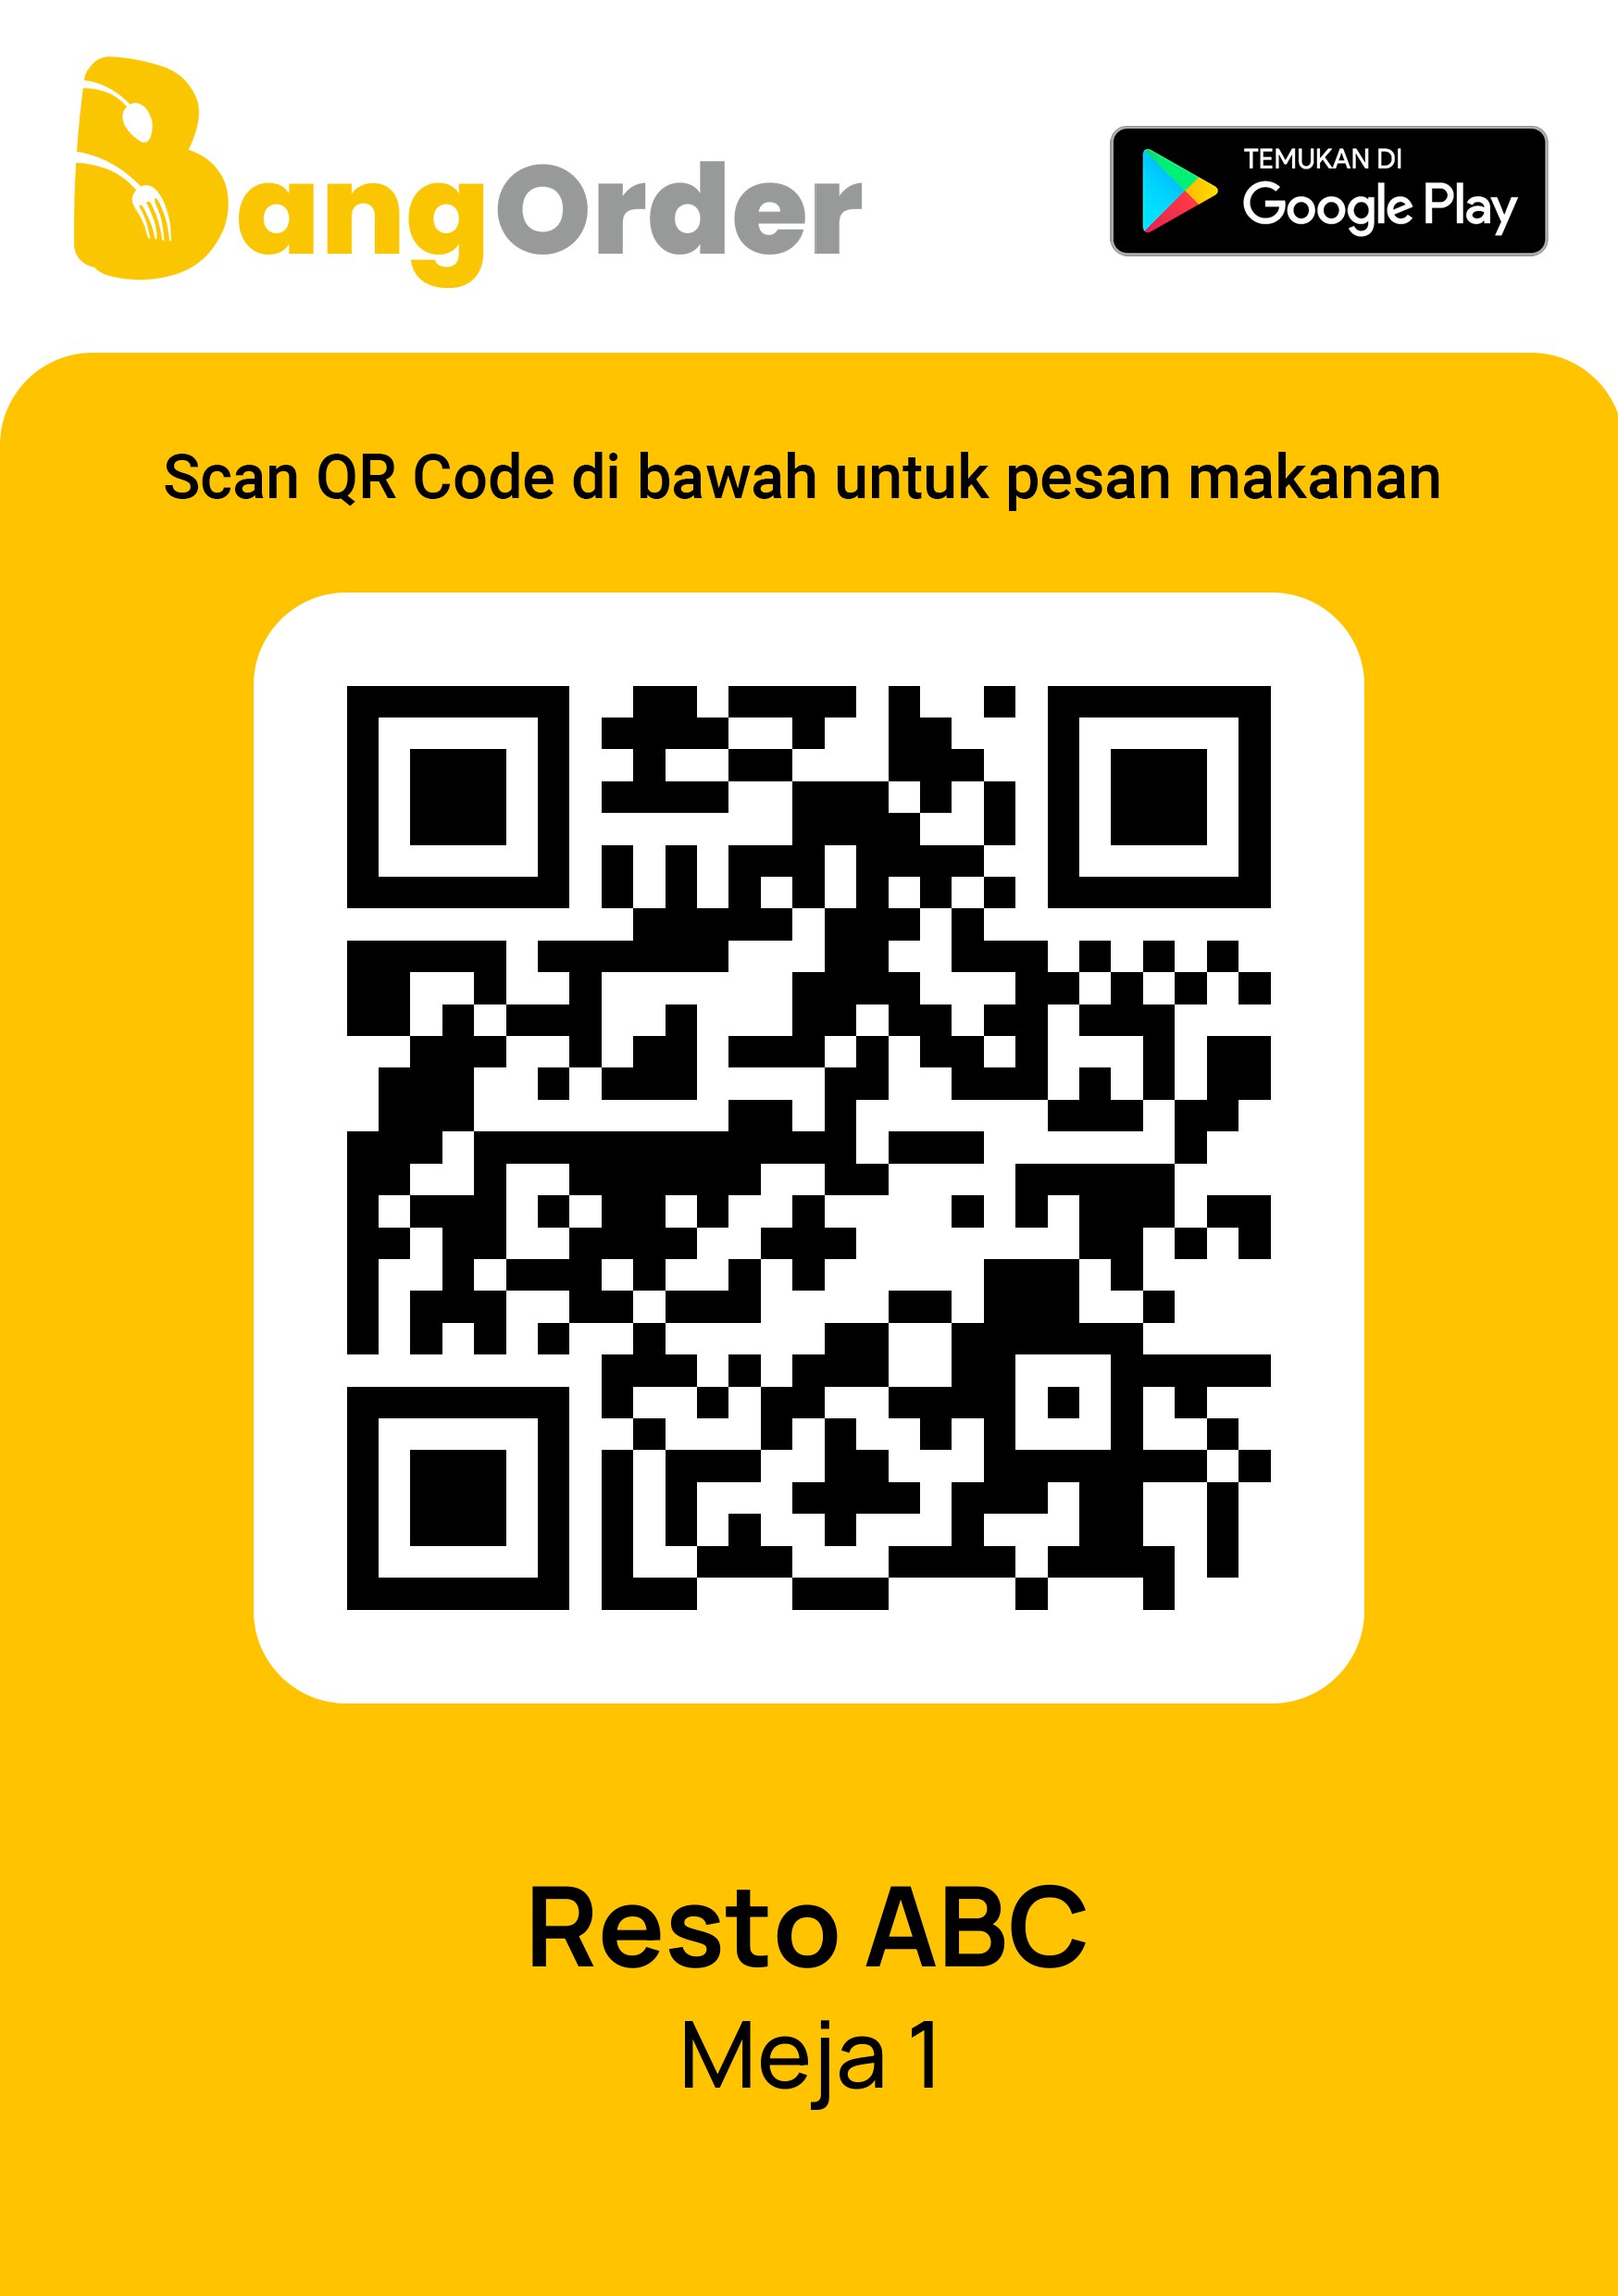 BangOrder
TEMUKAN DI
Google Play
Scan QR Code di bawah untuk pesan makanan
Resto ABC
Meja 1